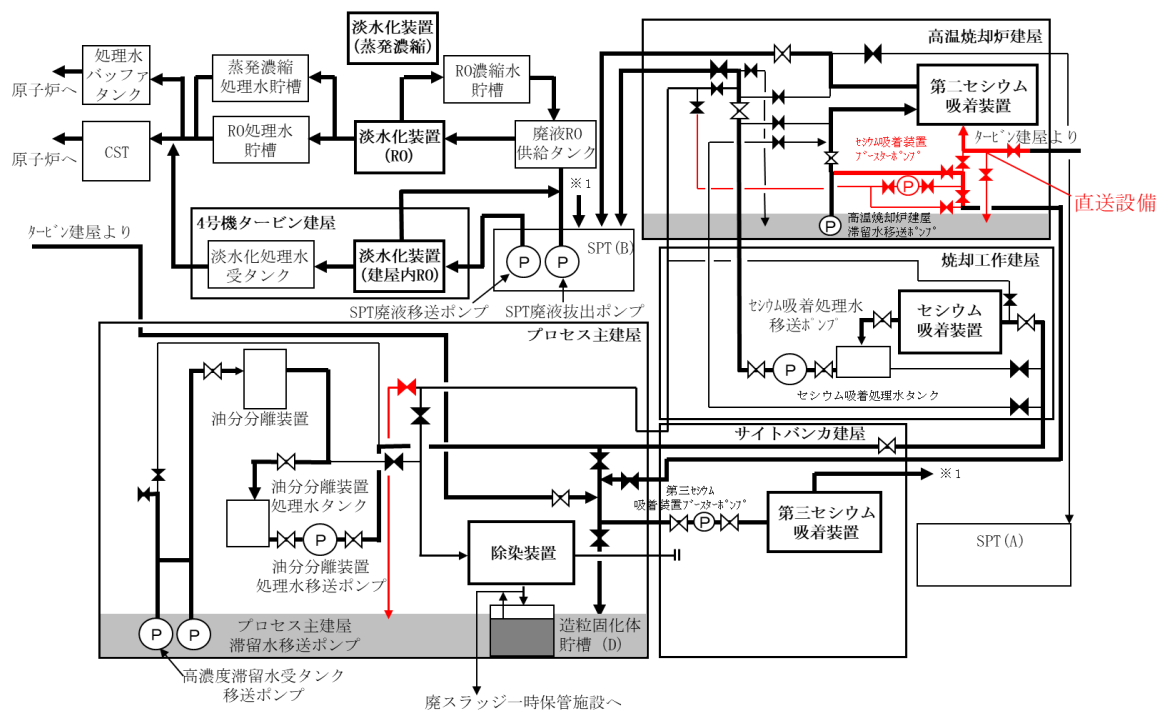 淡水化装置
(蒸発濃縮)
処理水
バッファ
タンク
原子炉へ
蒸発濃縮
処理水貯槽
RO濃縮水
貯槽
CST
原子炉へ
RO処理水
貯槽
淡水化装置
(RO)
廃液RO
供給タンク
※1
高温焼却炉建屋
第二セシウム
吸着装置
セシウム吸着装置
ブースターポンプ
タービン建屋より
P
直送設備
P
高温焼却炉建屋
滞留水移送ポンプ
4号機タービン建屋
タービン建屋より
淡水化処理水
受タンク
淡水化装置
(建屋内RO)
SPT(B)
P
P
SPT廃液移送ポンプ
SPT廃液抜出ポンプ
焼却工作建屋
セシウム吸着処理水
移送ポンプ
セシウム
吸着装置
P
セシウム吸着処理水タンク
プロセス主建屋
油分分離装置
油分分離装置
処理水タンク
P
油分分離装置
処理水移送ポンプ
サイトバンカ建屋
第三セシウム
吸着装置ブースターポンプ
P
第三セシウム
吸着装置
※1
SPT(A)
除染装置
P
P
プロセス主建屋
滞留水移送ポンプ
造粒固化体
貯槽(D)
高濃度滞留水受タンク
移送ポンプ
廃スラッジ一時保管施設へ